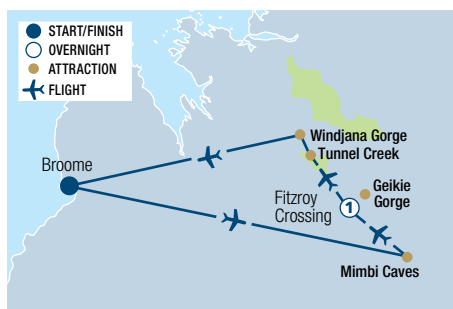 START/FINISH
OVERNIGHT
ATTRACTION
FLIGHT
Windjana Gorge
Tunnel Creek
Broome
Geikie
Gorge
Fitzroy
Crossing
1
Mimbi Caves